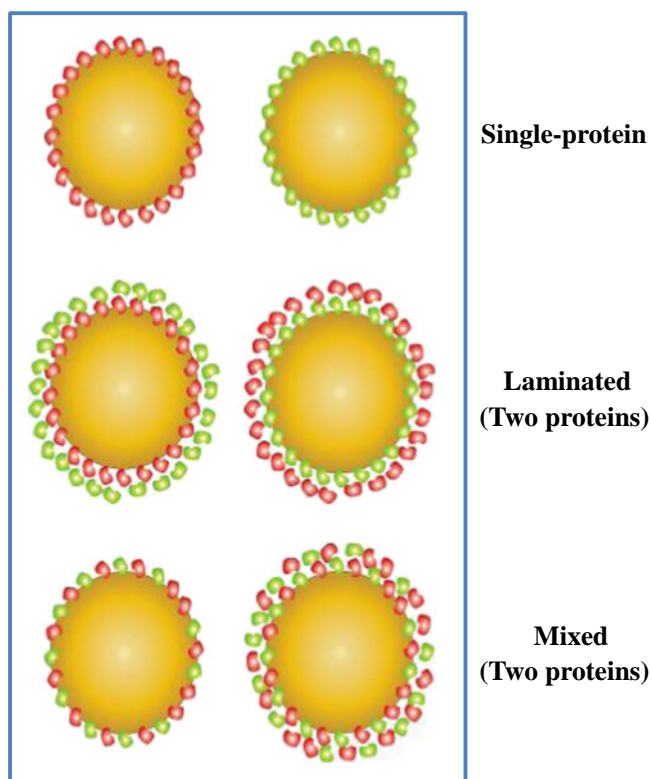 Single-protein
Laminated
(Two proteins)
Mixed
(Two proteins)